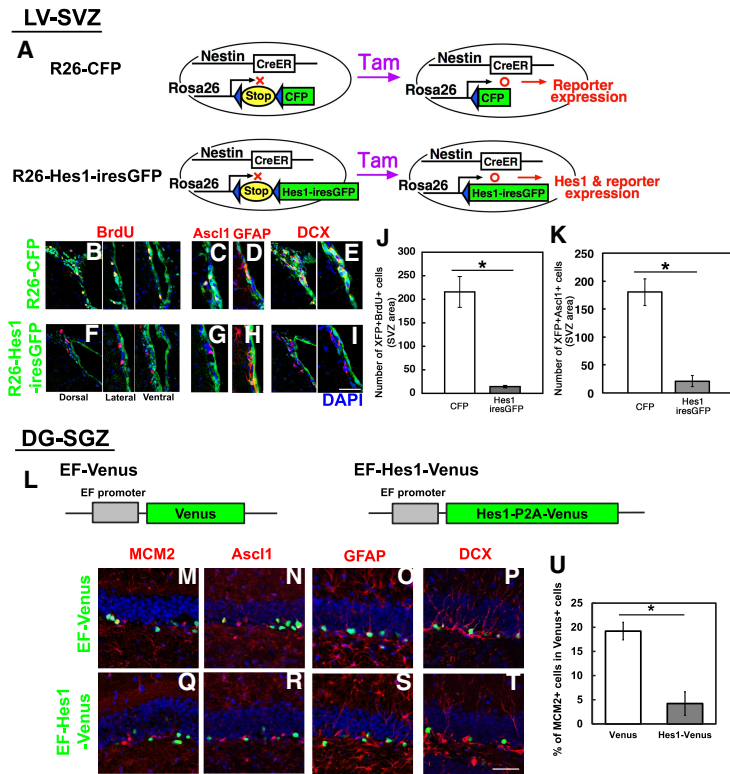 LV-SVZ
A
R26-CFP
Nestin
CreER
Rosa26
Stop
CFP
Tam
Nestin
CreER
Rosa26
CFP
Reporter
expression
R26-Hes1-iresGFP
Nestin
CreER
Rosa26
Stop
Hes1-iresGFP
Tam
Nestin
CreER
Rosa26
Hes1-iresGFP
Hes1 & reporter
expression
BrdU
Ascl1
GFAP
DCX
R26-CFP
B
C
D
E
R26-Hes1
-iresGFP
F
G
H
I
Dorsal
Lateral
Ventral
DAPI
J
Number of XFP+BrdU+ cells
(SVZ area)
300
250
200
150
100
50
0
*
CFP
Hes1
iresGFP
K
Number of XFP+Ascl1+ cells
(SVZ area)
250
200
150
100
50
0
*
CFP
Hes1
iresGFP
DG-SGZ
L
EF-Venus
EF promoter
Venus
EF-Hes1-Venus
EF promoter
Hes1-P2A-Venus
MCM2
Ascl1
GFAP
DCX
EF-Venus
M
N
O
P
EF-Hes1
-Venus
Q
R
S
T
U
% of MCM2+ cells in Venus+ cells
25
20
15
10
5
0
*
Venus
Hes1-Venus